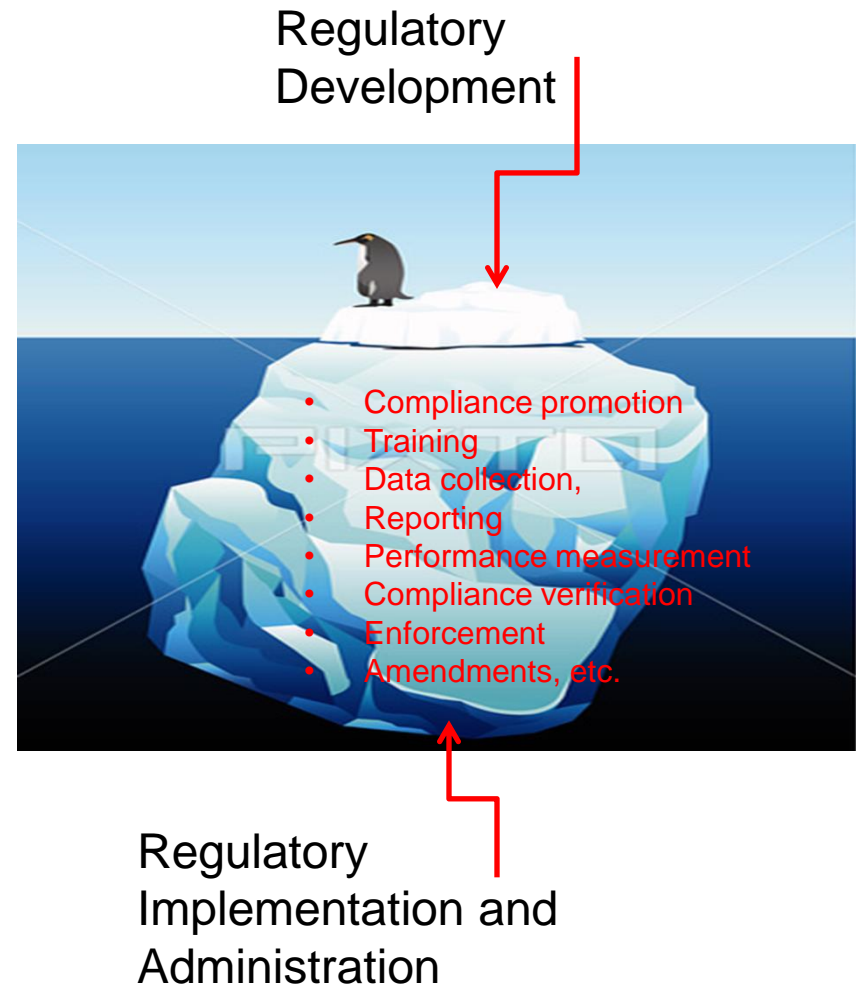 Regulatory
Development
• Compliance promotion
• Training
• Data collection,
• Reporting
• Performance measurement
• Compliance verification
• Enforcement
• Amendments, etc.
PIXTA
Regulatory
Implementation and
Administration